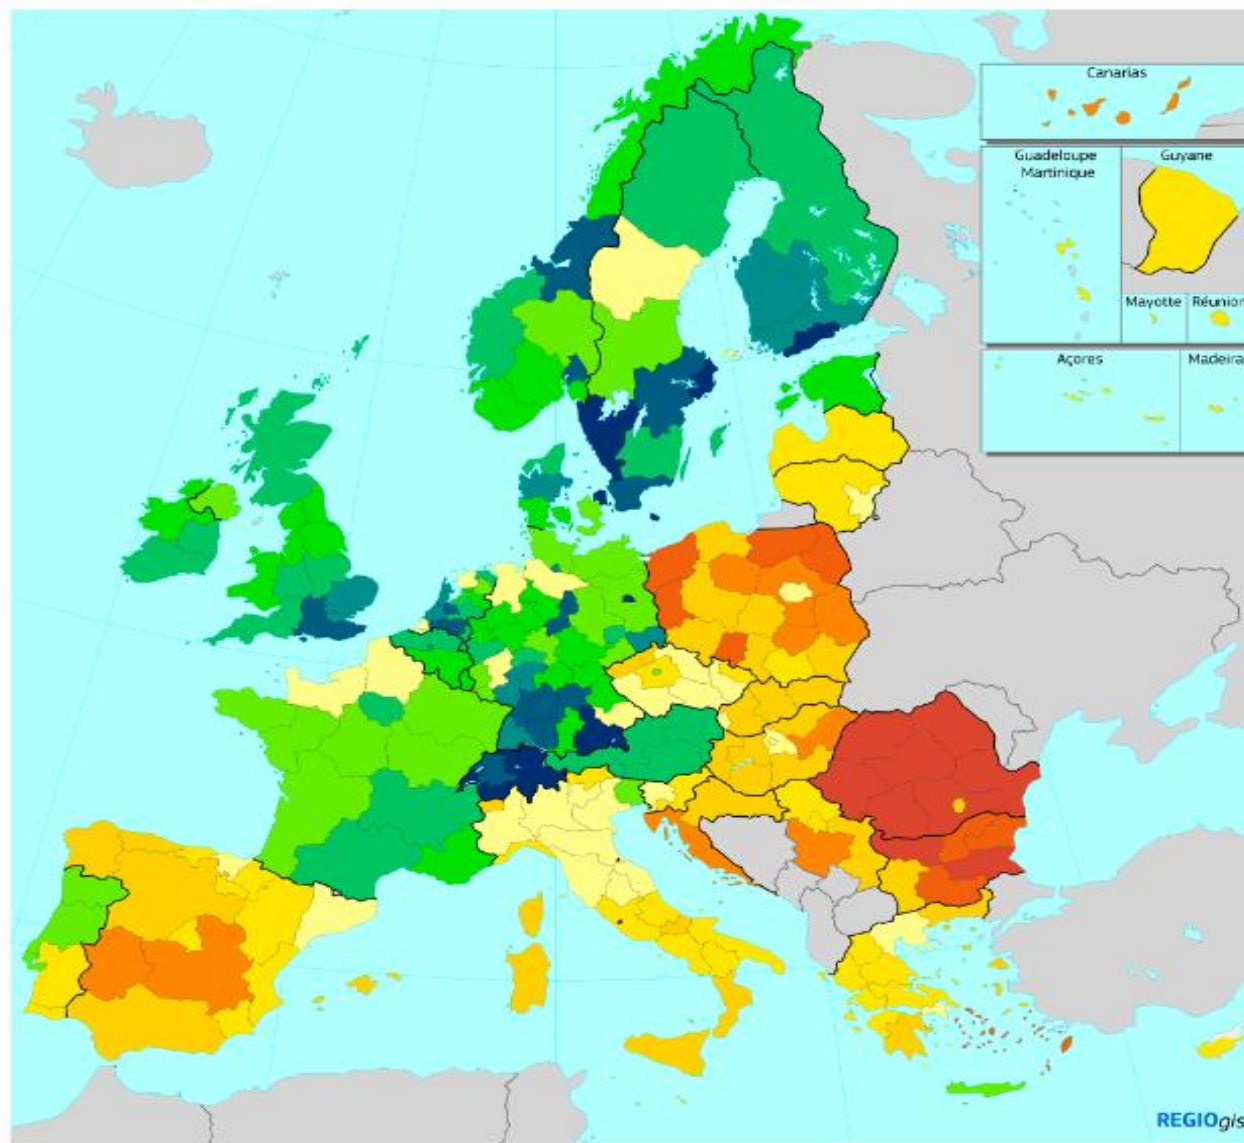 Canarias
Guadeloupe
Martinique
Guyane
Mayotte
Réunion
Açores
Madeira
REGIOgis